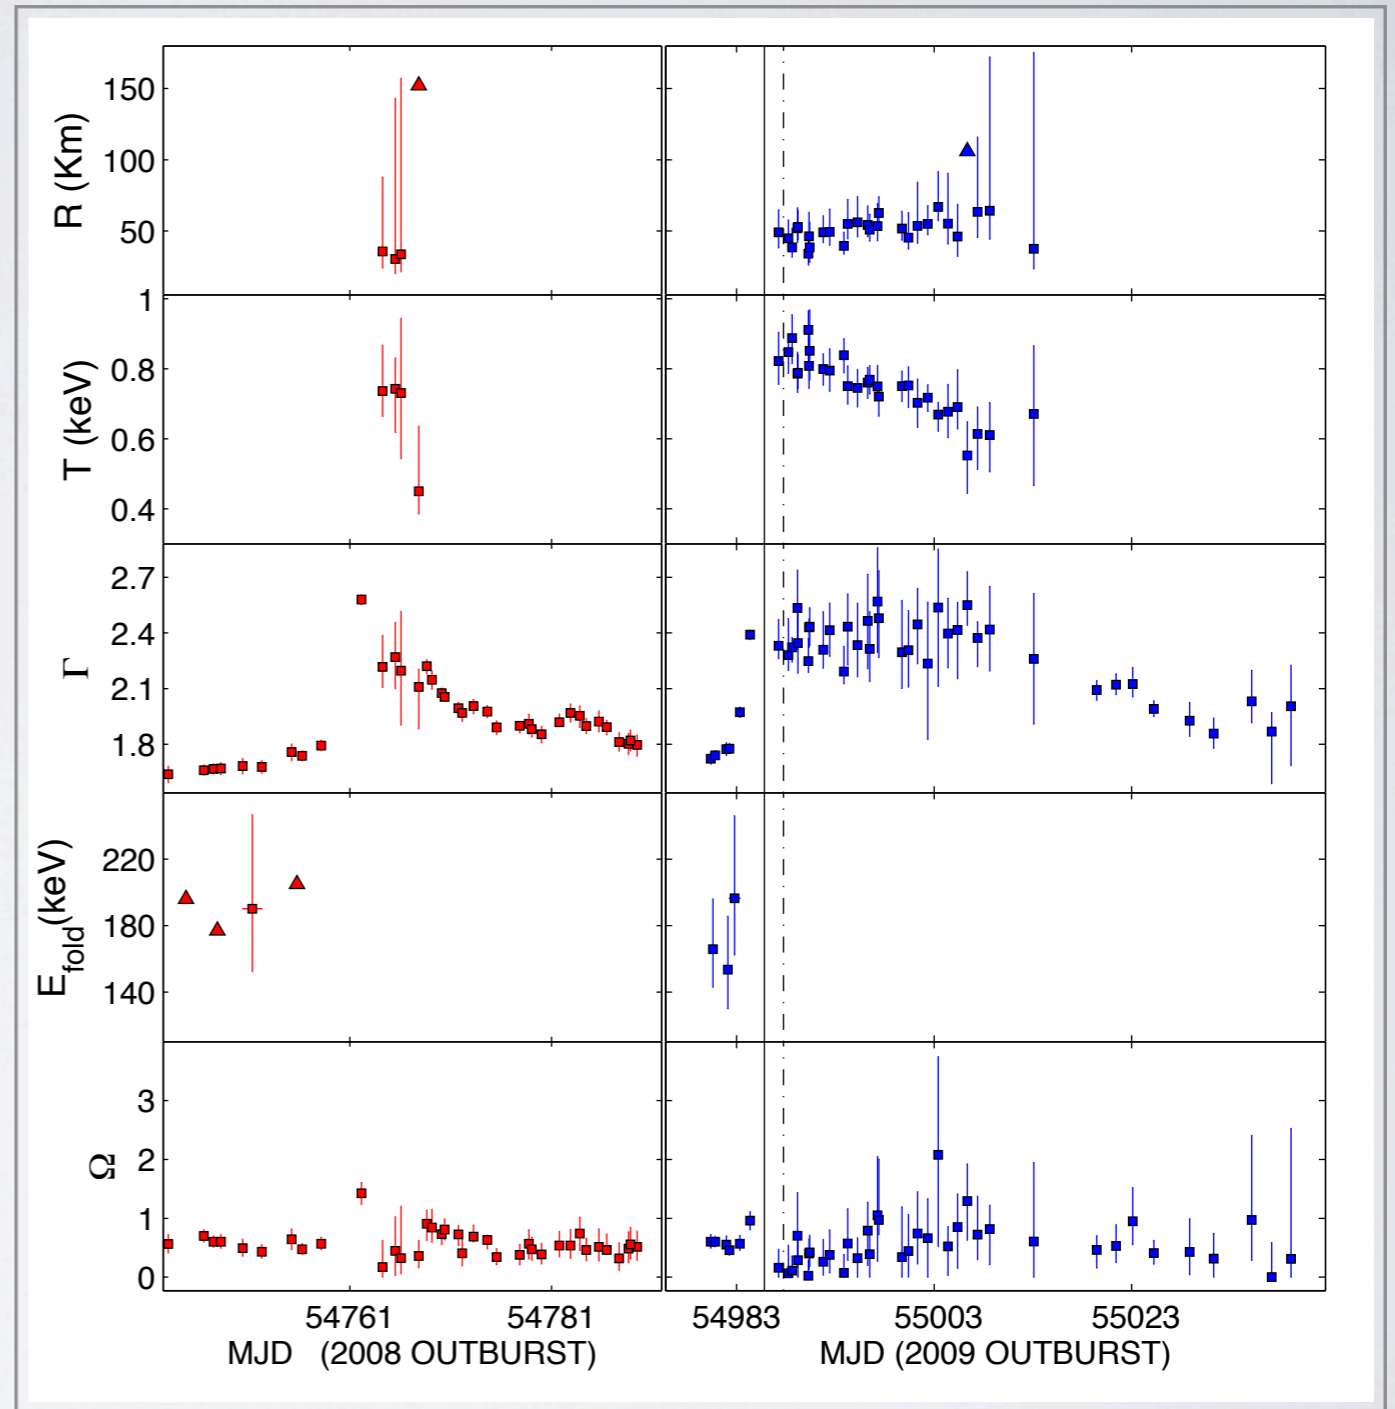 R (Km)
150
100
50
T (keV)
1
0.8
0.6
0.4
Γ
2.7
2.4
2.1
1.8
Efold(keV)
220
180
140
Ω
3
2
1
0
54761 54781 54983 55003 55023
MJD (2008 OUTBURST) MJD (2009 OUTBURST)